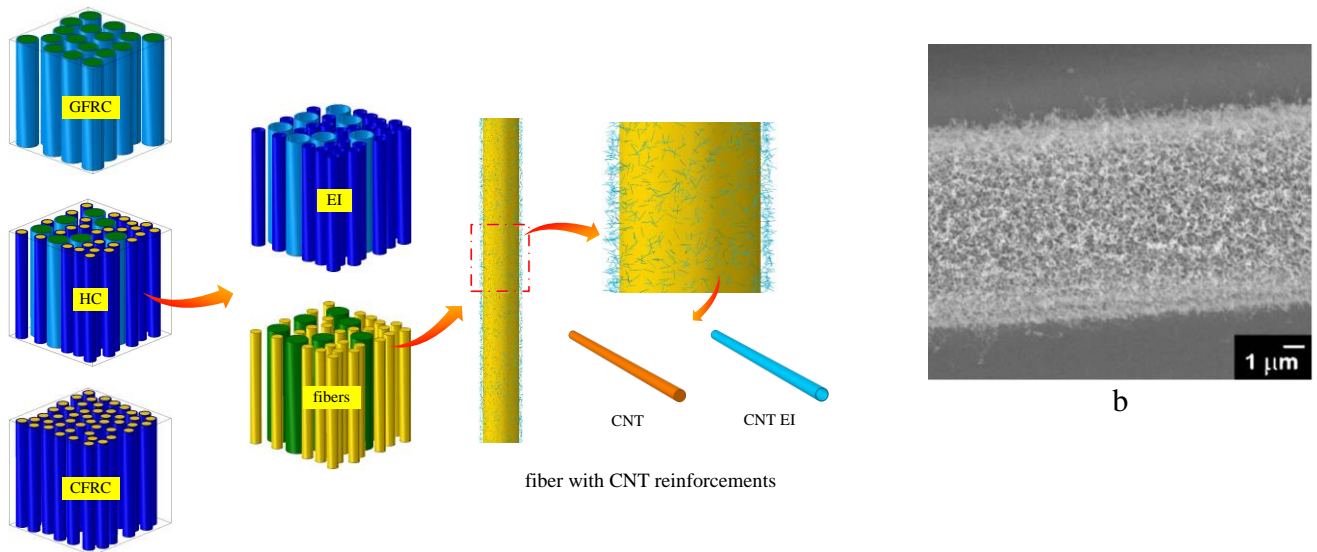 GFRC
HC
CFRC
EI
fibers
CNT
CNT EI
fiber with CNT reinforcements
1 μm
b